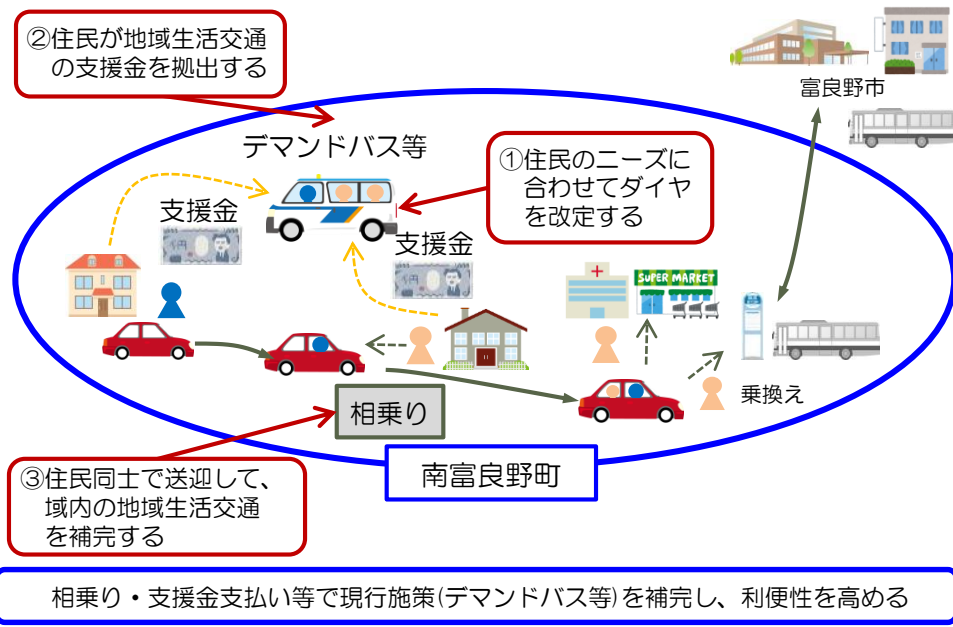 ②住民が地域生活交通
の支援金を拠出する
富良野市
デマンドバス等
①住民のニーズに
合わせてダイヤ
を改定する
支援金
支援金
SUPER MARKET
乗換え
相乗り
南富良野町
③住民同士で送迎して、
域内の地域生活交通
を補完する
相乗り・支援金支払い等で現行施策(デマンドバス等)を補完し、利便性を高める